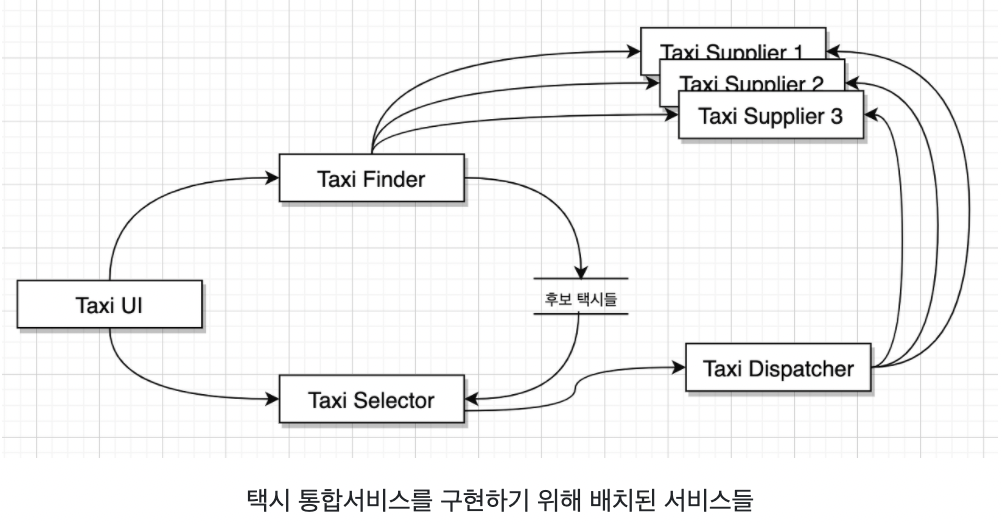 Taxi Supplier 1
Taxi Supplier 2
Taxi Supplier 3
Taxi Finder
Taxi UI
후보 택시들
Taxi Selector
Taxi Dispatcher
택시 통합서비스를 구현하기 위해 배치된 서비스들